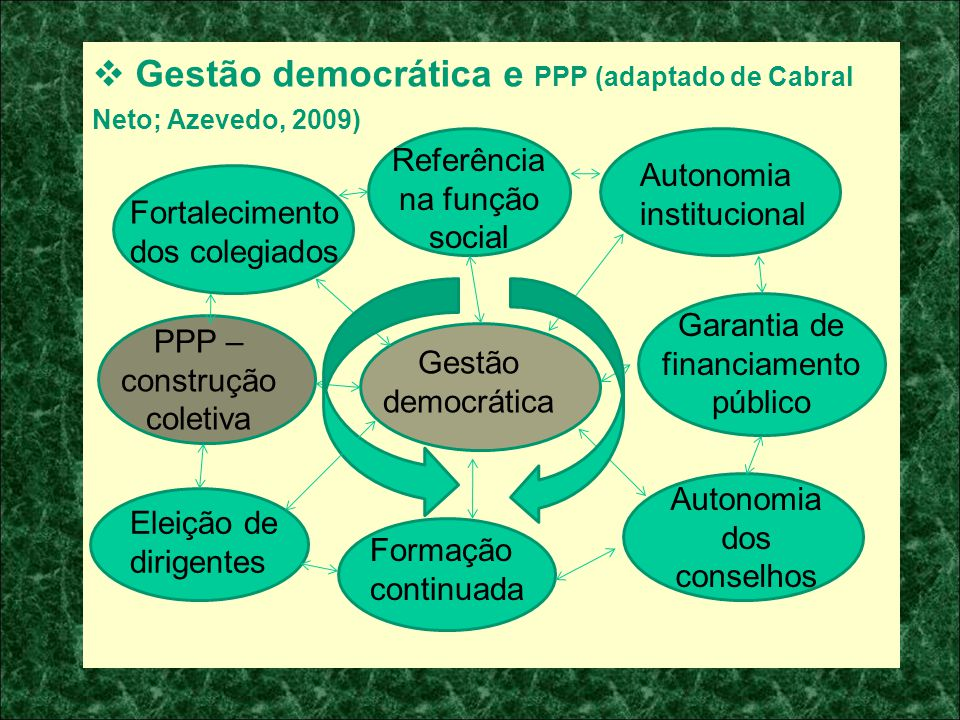 ❖ Gestão democrática e PPP (adaptado de Cabral
Neto; Azevedo, 2009)
Referência
na função
social
Autonomia
institucional
Fortalecimento
dos colegiados
Garantia de
financiamento
público
PPP –
construção
coletiva
Gestão
democrática
Autonomia
dos
conselhos
Eleição de
dirigentes
Formação
continuada